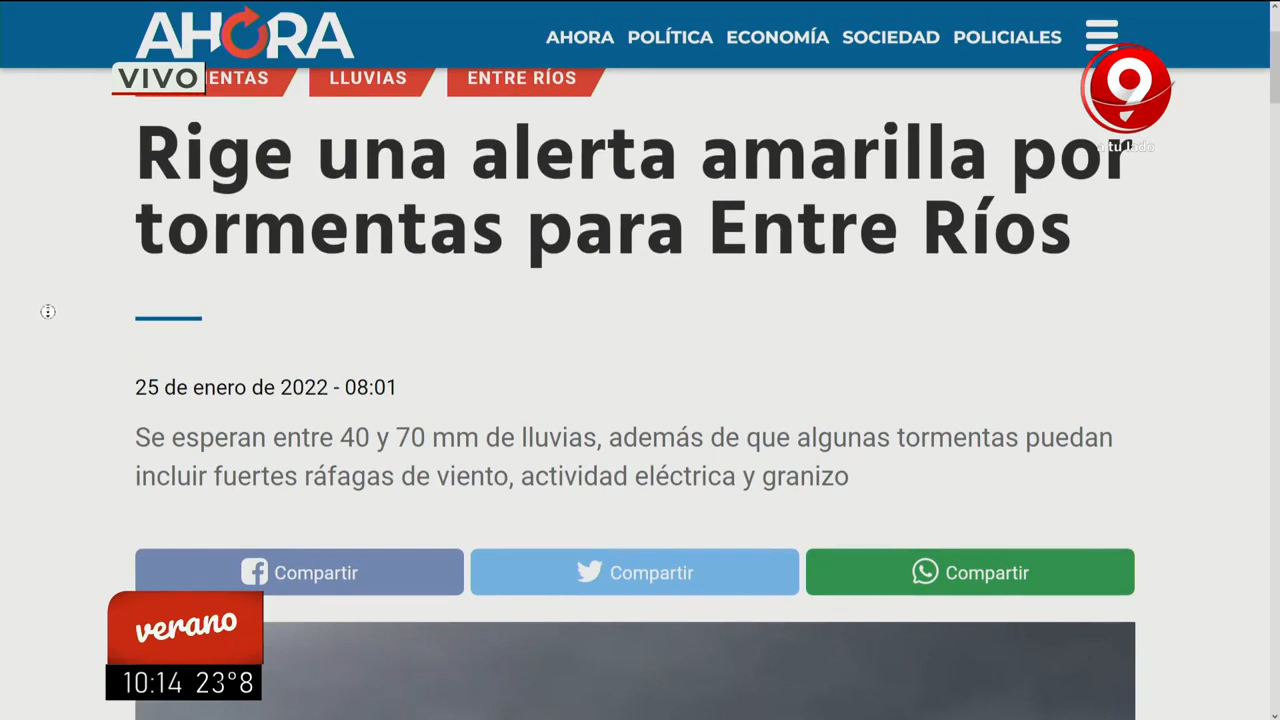 AHORA
AHORA POLÍTICA ECONOMÍA SOCIEDAD POLICIALES
VIVO
ENTAS LLUVIAS ENTRE RÍOS
9
a tu lado
Rige una alerta amarilla por
tormentas para Entre Ríos
25 de enero de 2022 - 08:01
Se esperan entre 40 y 70 mm de lluvias, además de que algunas tormentas puedan
incluir fuertes ráfagas de viento, actividad eléctrica y granizo
Compartir Compartir Compartir
verano
10:14 23°8